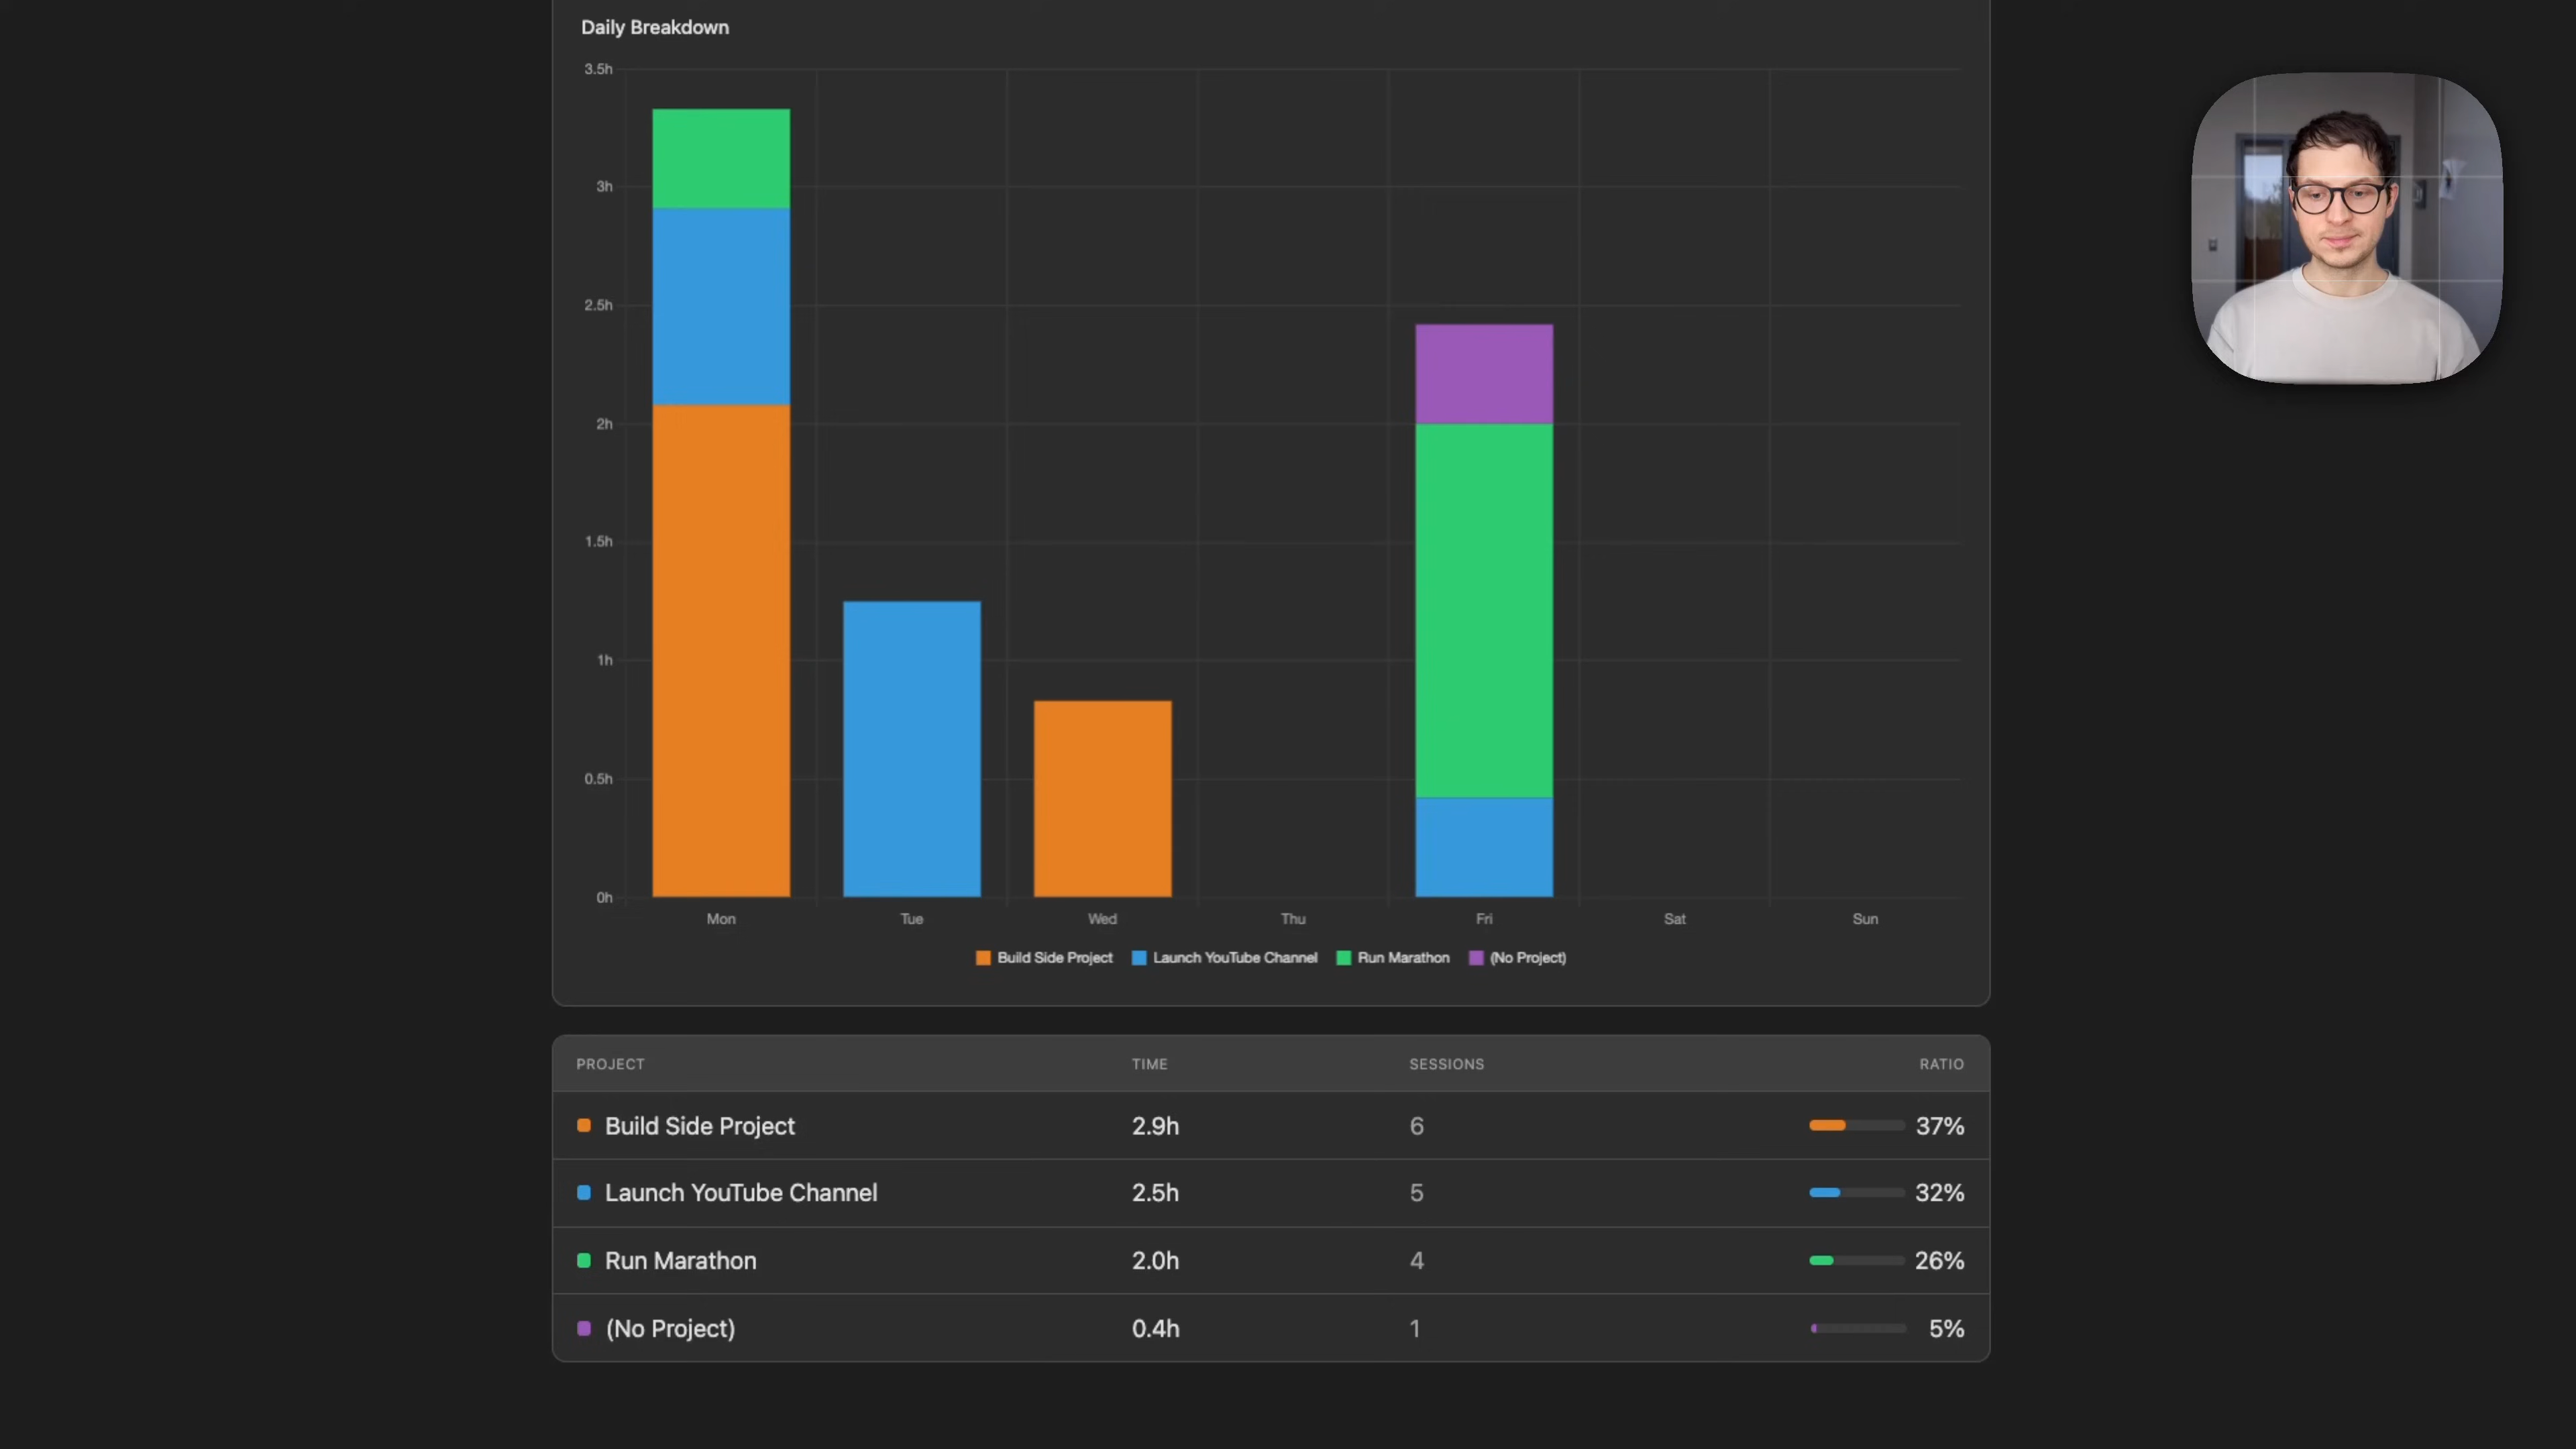 Daily Breakdown
3.5h
3h
2.5h
2h
1.5h
1h
0.5h
0h
Mon Tue Wed Thu Fri Sat Sun
Build Side Project Launch YouTube Channel Run Marathon (No Project)
PROJECT TIME SESSIONS RATIO
Build Side Project 2.9h 6 37%
Launch YouTube Channel 2.5h 5 32%
Run Marathon 2.0h 4 26%
(No Project) 0.4h 1 5%